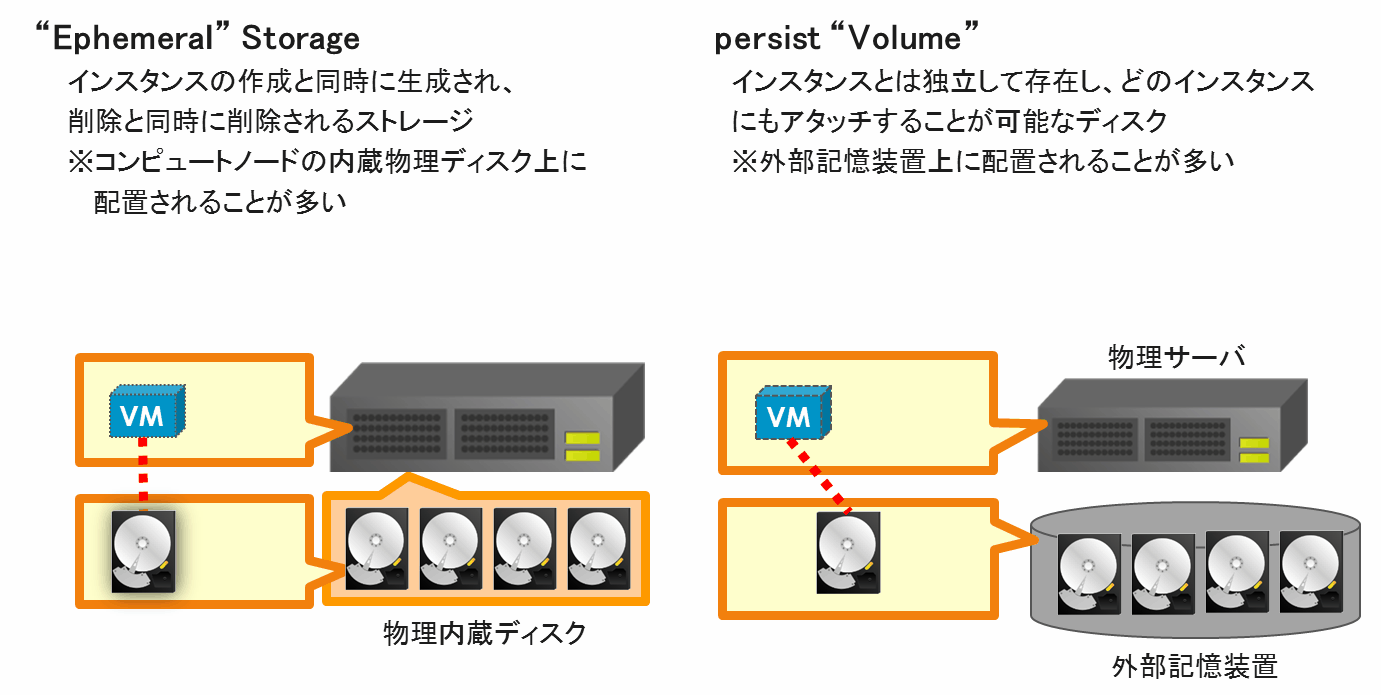 “Ephemeral” Storage
インスタンスの作成と同時に生成され、
削除と同時に削除されるストレージ
※コンピュートノードの内蔵物理ディスク上に
配置されることが多い
persist “Volume”
インスタンスとは独立して存在し、どのインスタンス
にもアタッチすることが可能なディスク
※外部記憶装置上に配置されることが多い
VM
物理内蔵ディスク
物理サーバ
VM
外部記憶装置